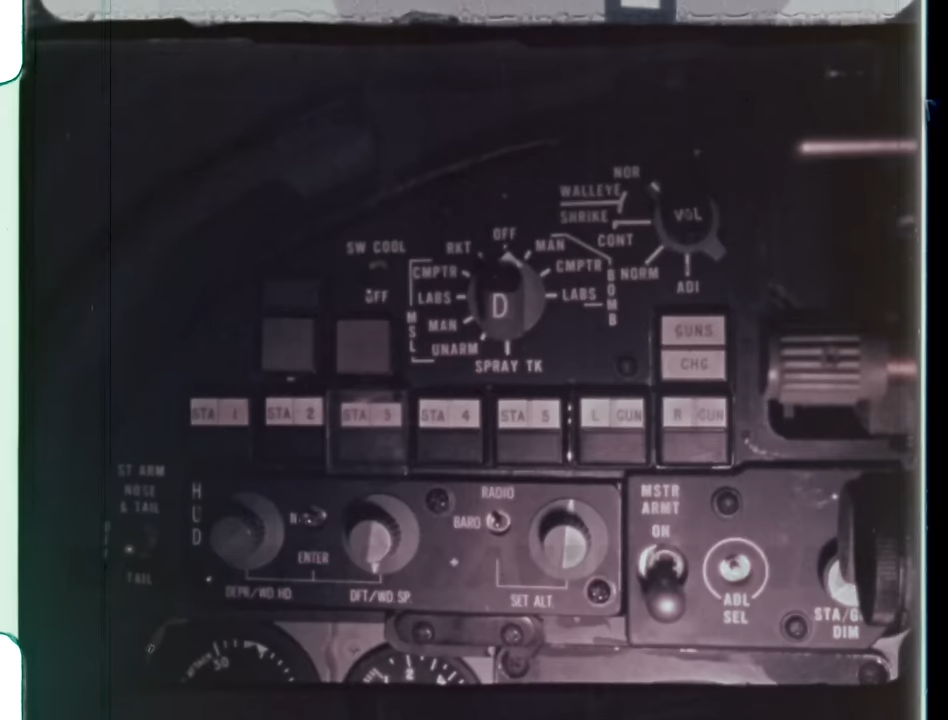 NOR
WALLEYE
SHRIKE
VOL
CONT
NORM
ADI
SW COOL
OFF
RKT
OFF
MAN
CMPTR
CMPTR
LABS
LABS
MAN
UNARM
SPRAY TK
MSL
BOMB
D
GUNS
CHG
STA 1
STA 2
STA 3
STA 4
STA 5
L GUN
R GUN
ST ARM
NOSE
& TAIL
TAIL
HUD
ENTER
DEPR/WD HD
DFT/WD SP
RADIO
BARO
SET ALT
MSTR
ARMT
ON
ADL
SEL
DIM
30
2